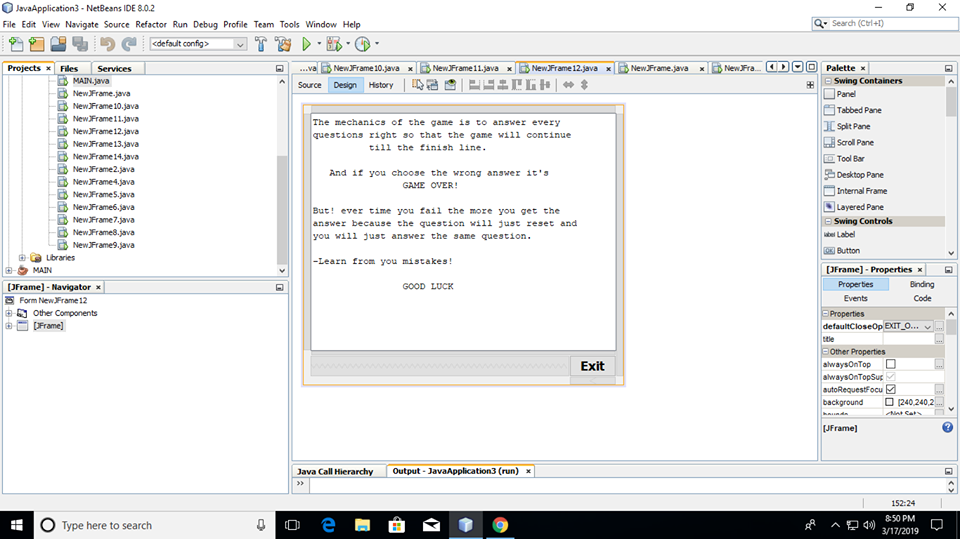 JavaApplication3 - NetBeans IDE 8.0.2
File Edit View Navigate Source Refactor Run Debug Profile Team Tools Window Help
Search (Ctrl+I)
<default config>
Projects × Files Services
...va NewJFrame10.java × NewJFrame11.java × NewJFrame12.java × NewJFrame.java × NewJFra...
Palette ×
MAIN.java
NewJFrame.java
NewJFrame10.java
NewJFrame11.java
NewJFrame12.java
NewJFrame13.java
NewJFrame14.java
NewJFrame2.java
NewJFrame4.java
NewJFrame5.java
NewJFrame6.java
NewJFrame7.java
NewJFrame8.java
NewJFrame9.java
Libraries
MAIN
[JFrame] - Navigator ×
Form NewJFrame12
Other Components
[JFrame]
Source Design History
The mechanics of the game is to answer every
questions right so that the game will continue
till the finish line.
And if you choose the wrong answer it's
GAME OVER!
But! ever time you fail the more you get the
answer because the question will just reset and
you will just answer the same question.
-Learn from you mistakes!
GOOD LUCK
Exit
Swing Containers
Panel
Tabbed Pane
Split Pane
Scroll Pane
Tool Bar
Desktop Pane
Internal Frame
Layered Pane
Swing Controls
label Label
OK Button
[JFrame] - Properties ×
Properties Binding
Events Code
Properties
defaultCloseOp EXIT_O... ...
title ...
Other Properties
alwaysOnTop ...
alwaysOnTopSup
autoRequestFocu ...
background [240,240,2 ...
bounds <Not Set> ...
[JFrame]
Java Call Hierarchy Output - JavaApplication3 (run) ×
>>
152:24
Type here to search
8:50 PM
3/17/2019